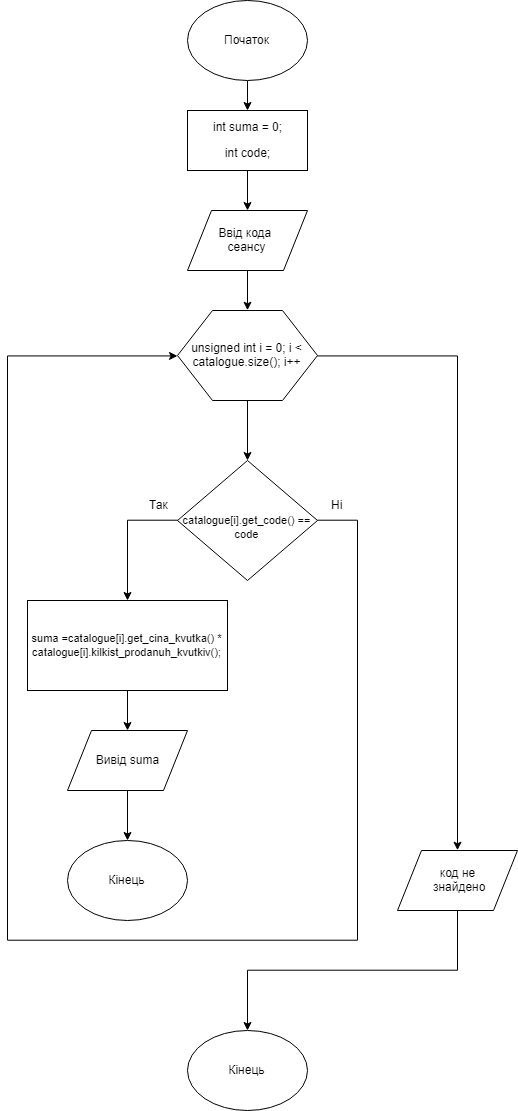 Початок
int suma = 0;
int code;
Ввід кода
сеансу
unsigned int i = 0; i <
catalogue.size(); i++
Так
Ні
catalogue[i].get_code() ==
code
suma =catalogue[i].get_cina_kvutka() *
catalogue[i].kilkist_prodanuh_kvutkiv();
Вивід suma
Кінець
код не
знайдено
Кінець